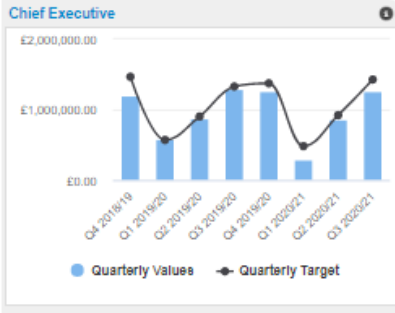 Chief Executive
£2,000,000.00
£1,000,000.00
£0.00
Q4 2018/19
Q1 2019/20
Q2 2019/20
Q3 2019/20
Q4 2019/20
Q1 2020/21
Q2 2020/21
Q3 2020/21
Quarterly Values
Quarterly Target